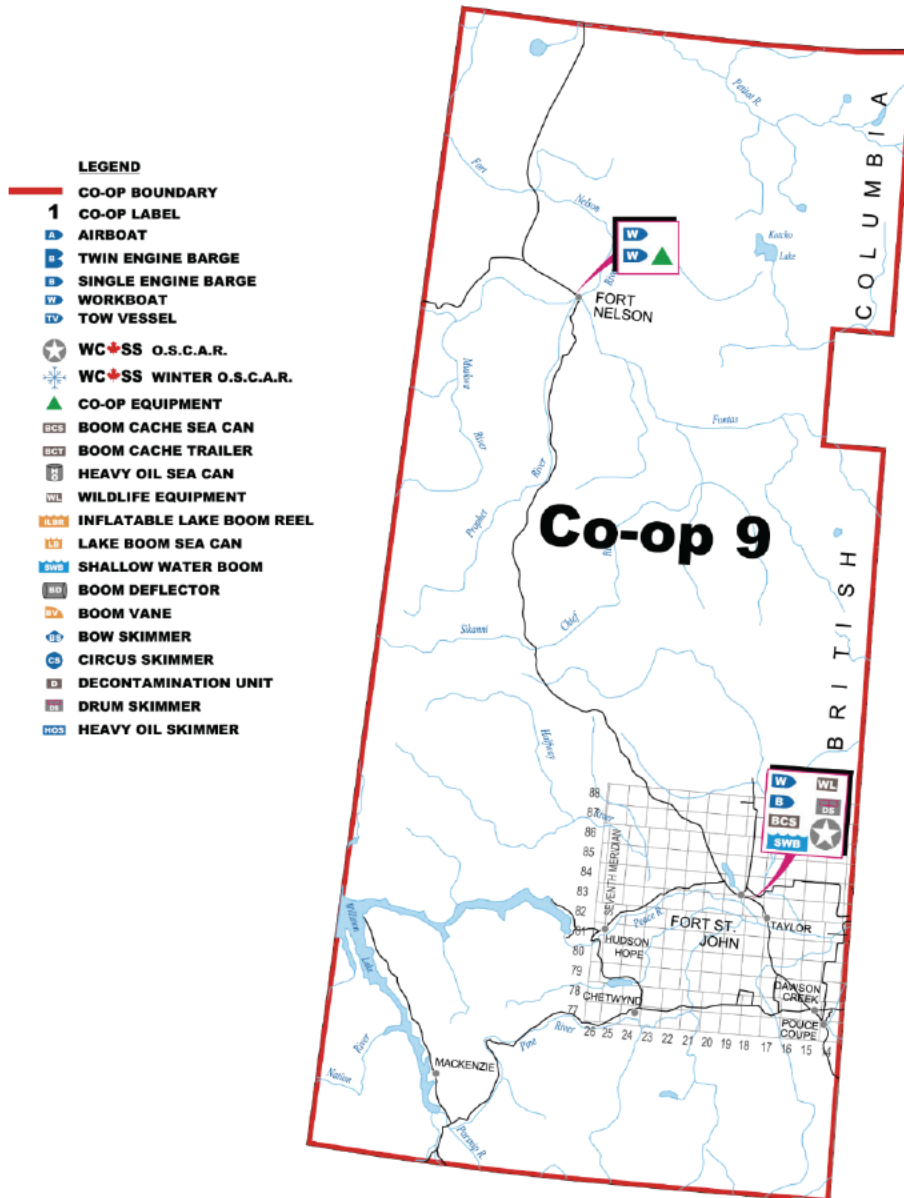 LEGEND
CO-OP BOUNDARY
1 CO-OP LABEL
A AIRBOAT
B TWIN ENGINE BARGE
B SINGLE ENGINE BARGE
W WORKBOAT
TV TOW VESSEL
WC SS O.S.C.A.R.
WC SS WINTER O.S.C.A.R.
CO-OP EQUIPMENT
BCS BOOM CACHE SEA CAN
BCT BOOM CACHE TRAILER
HO HEAVY OIL SEA CAN
WL WILDLIFE EQUIPMENT
ILBR INFLATABLE LAKE BOOM REEL
LB LAKE BOOM SEA CAN
SWB SHALLOW WATER BOOM
BD BOOM DEFLECTOR
BV BOOM VANE
BS BOW SKIMMER
CS CIRCUS SKIMMER
D DECONTAMINATION UNIT
DS DRUM SKIMMER
HOS HEAVY OIL SKIMMER
Petitot R.
Fort
Nelson
River
W
W
Kotcho
Lake
FORT
NELSON
Muskwa
River
Fontas
River
Prophet
Co-op 9
Sikanni
Chief
Halfway
River
BRITISH
COLUMBIA
W WL
B DS
BCS
SWB
88
87
86
85
84
83
82
81
80
79
78
77
SEVENTH MERIDIAN
Peace R.
FORT ST.
JOHN
TAYLOR
HUDSON
HOPE
Williston
Lake
CHETWYND
DAWSON
CREEK
POUCE
COUPE
26 25 24 23 22 21 20 19 18 17 16 15 14
Pine
River
River
Nation
MACKENZIE
Parsnip R.